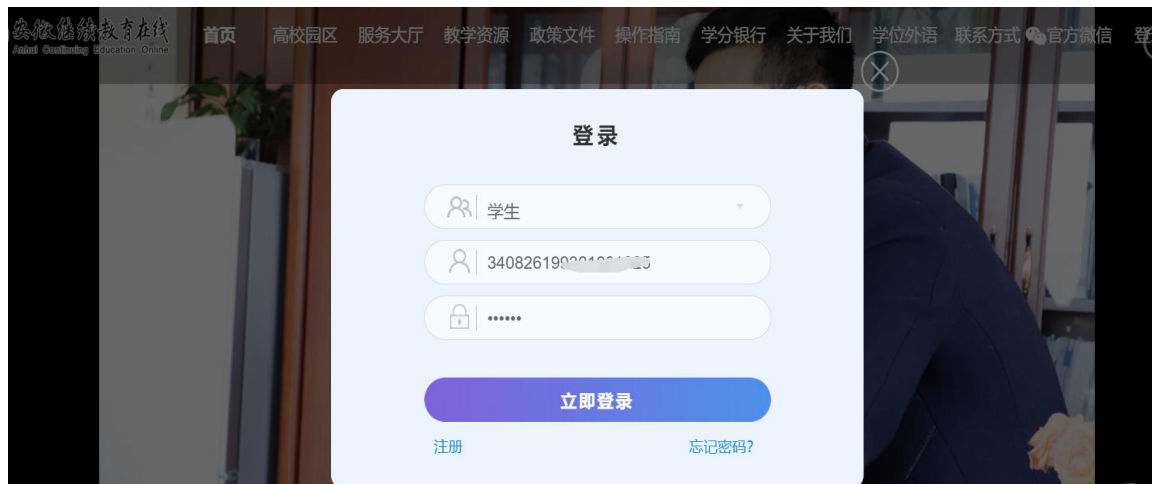 安徽继续教育在线
Anhui Continuing Education Online
首页 高校园区 服务大厅 教学资源 政策文件 操作指南 学分银行 关于我们 学位外语 联系方式 官方微信 登
登录
学生
340826199
••••••
立即登录
注册 忘记密码?